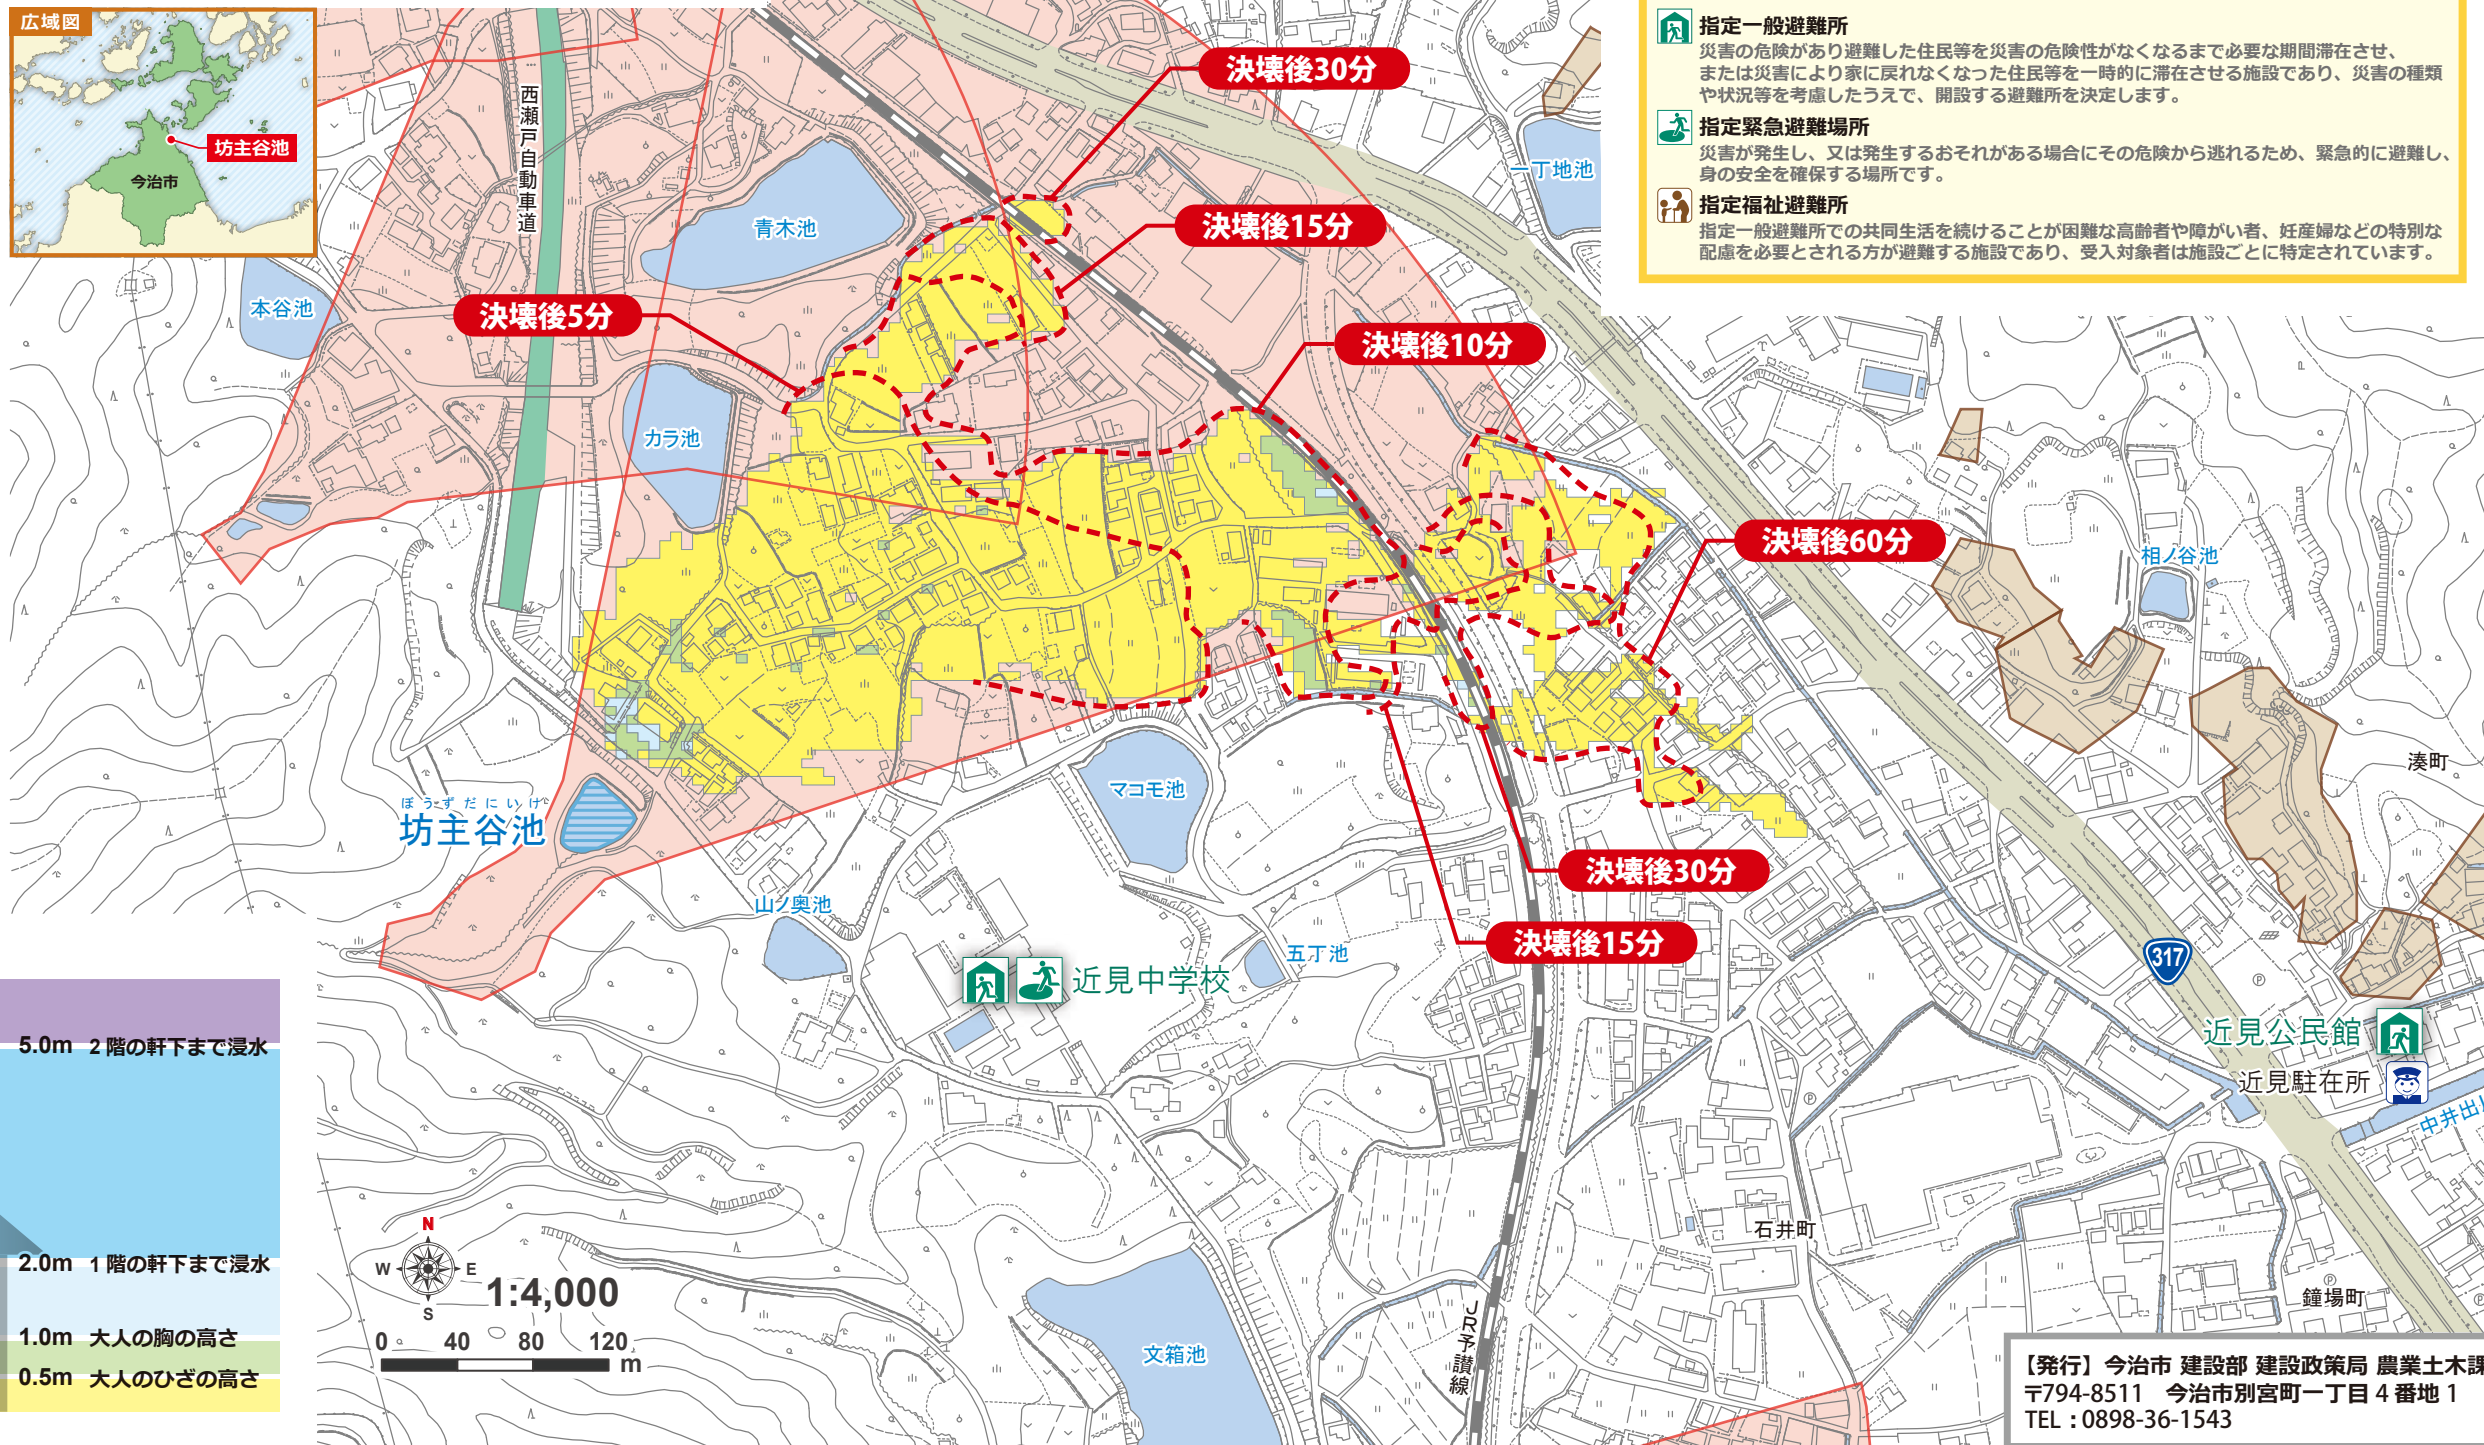 広域図
坊主谷池
今治市
指定一般避難所
災害の危険があり避難した住民等を災害の危険性がなくなるまで必要な期間滞在させ、
または災害により家に戻れなくなった住民等を一時的に滞在させる施設であり、災害の種類
や状況等を考慮したうえで、開設する避難所を決定します。
指定緊急避難場所
災害が発生し、又は発生するおそれがある場合にその危険から逃れるため、緊急的に避難し、
身の安全を確保する場所です。
指定福祉避難所
指定一般避難所での共同生活を続けることが困難な高齢者や障がい者、妊産婦などの特別な
配慮を必要とされる方が避難する施設であり、受入対象者は施設ごとに特定されています。
西瀬戸自動車道
決壊後30分
一丁地池
青木池
決壊後15分
本谷池
決壊後5分
決壊後10分
カラ池
決壊後60分
相ノ谷池
湊町
マコモ池
ぼうずだにいけ
坊主谷池
決壊後30分
山ノ奥池
決壊後15分
五丁池
近見中学校
317
近見公民館
近見駐在所
中井出川
5.0m 2階の軒下まで浸水
2.0m 1階の軒下まで浸水
1.0m 大人の胸の高さ
0.5m 大人のひざの高さ
N
W E
S
1:4,000
0 40 80 120
m
石井町
鐘場町
JR予讃線
文箱池
【発行】今治市 建設部 建設政策局 農業土木課
〒794-8511 今治市別宮町一丁目4番地1
TEL：0898-36-1543